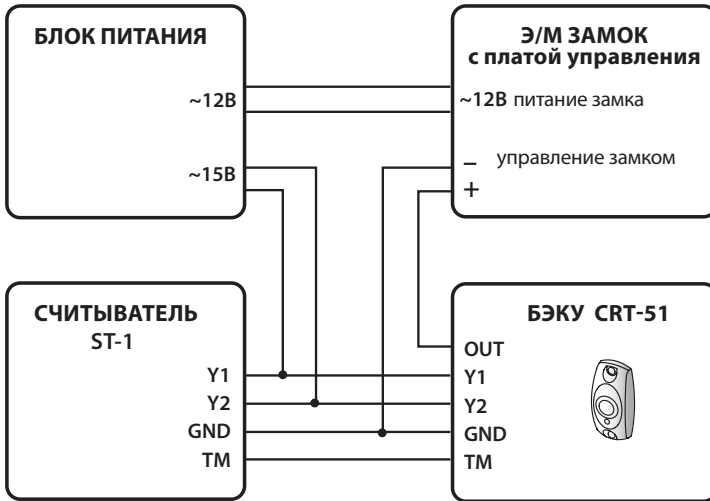 БЛОК ПИТАНИЯ
~12В
~15В
Э/М ЗАМОК
с платой управления
~12В питание замка
– управление замком
+
СЧИТЫВАТЕЛЬ
ST-1
Y1
Y2
GND
TM
БЭКУ CRT-51
OUT
Y1
Y2
GND
TM